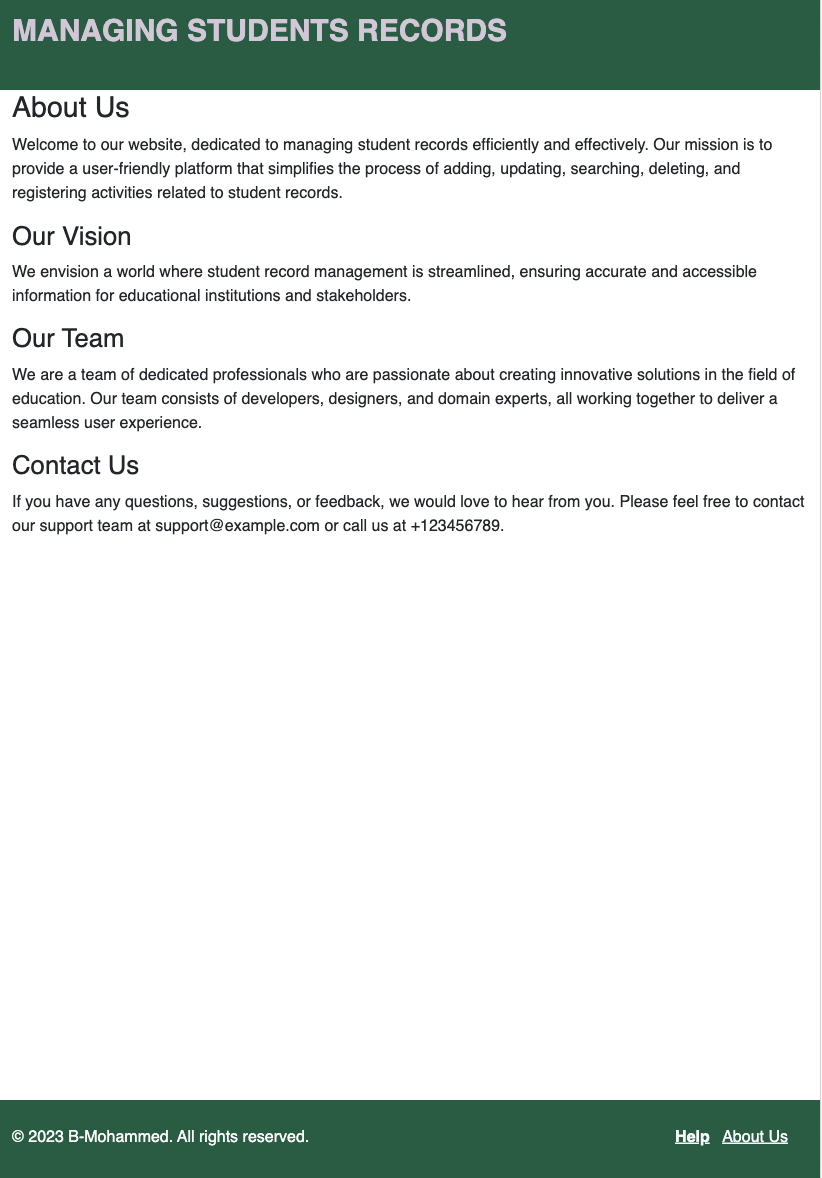 MANAGING STUDENTS RECORDS
About Us
Welcome to our website, dedicated to managing student records efficiently and effectively. Our mission is to
provide a user-friendly platform that simplifies the process of adding, updating, searching, deleting, and
registering activities related to student records.
Our Vision
We envision a world where student record management is streamlined, ensuring accurate and accessible
information for educational institutions and stakeholders.
Our Team
We are a team of dedicated professionals who are passionate about creating innovative solutions in the field of
education. Our team consists of developers, designers, and domain experts, all working together to deliver a
seamless user experience.
Contact Us
If you have any questions, suggestions, or feedback, we would love to hear from you. Please feel free to contact
our support team at support@example.com or call us at +123456789.
© 2023 B-Mohammed. All rights reserved. Help About Us